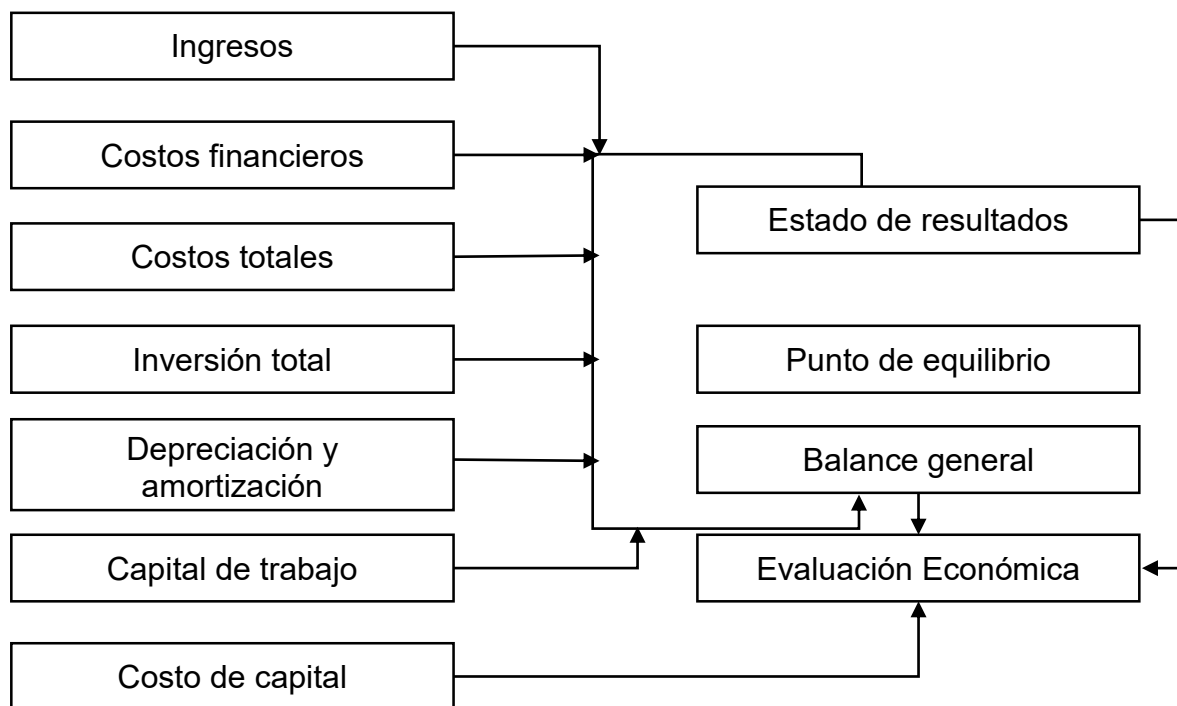 Ingresos
Costos financieros
Costos totales
Inversión total
Depreciación y
amortización
Capital de trabajo
Costo de capital
Estado de resultados
Punto de equilibrio
Balance general
Evaluación Económica